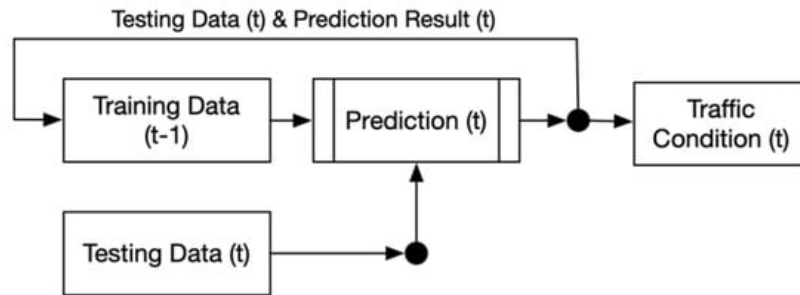 Testing Data (t) & Prediction Result (t)
Training Data
(t-1)
Prediction (t)
Traffic
Condition (t)
Testing Data (t)